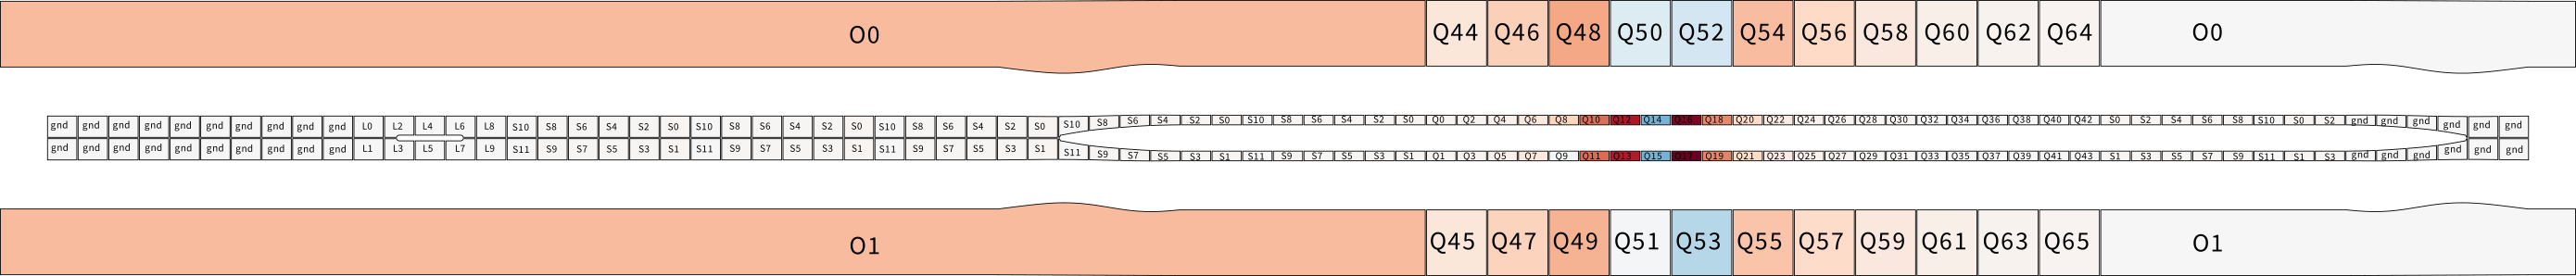 O0 Q44 Q46 Q48 Q50 Q52 Q54 Q56 Q58 Q60 Q62 Q64 O0
gnd gnd gnd gnd gnd gnd gnd gnd gnd gnd L0 L2 L4 L6 L8 S10 S8 S6 S4 S2 S0 S10 S8 S6 S4 S2 S0 S10 S8 S6 S4 S2 S0 S10 S8 S6 S4 S2 S0 S10 S8 S6 S4 S2 S0 Q0 Q2 Q4 Q6 Q8 Q10 Q12 Q14 Q16 Q18 Q20 Q22 Q24 Q26 Q28 Q30 Q32 Q34 Q36 Q38 Q40 Q42 S0 S2 S4 S6 S8 S10 S0 S2 gnd gnd gnd gnd gnd gnd
gnd gnd gnd gnd gnd gnd gnd gnd gnd gnd L1 L3 L5 L7 L9 S11 S9 S7 S5 S3 S1 S11 S9 S7 S5 S3 S1 S11 S9 S7 S5 S3 S1 S11 S9 S7 S5 S3 S1 S11 S9 S7 S5 S3 S1 Q1 Q3 Q5 Q7 Q9 Q11 Q13 Q15 Q17 Q19 Q21 Q23 Q25 Q27 Q29 Q31 Q33 Q35 Q37 Q39 Q41 Q43 S1 S3 S5 S7 S9 S11 S1 S3 gnd gnd gnd gnd gnd gnd
O1 Q45 Q47 Q49 Q51 Q53 Q55 Q57 Q59 Q61 Q63 Q65 O1